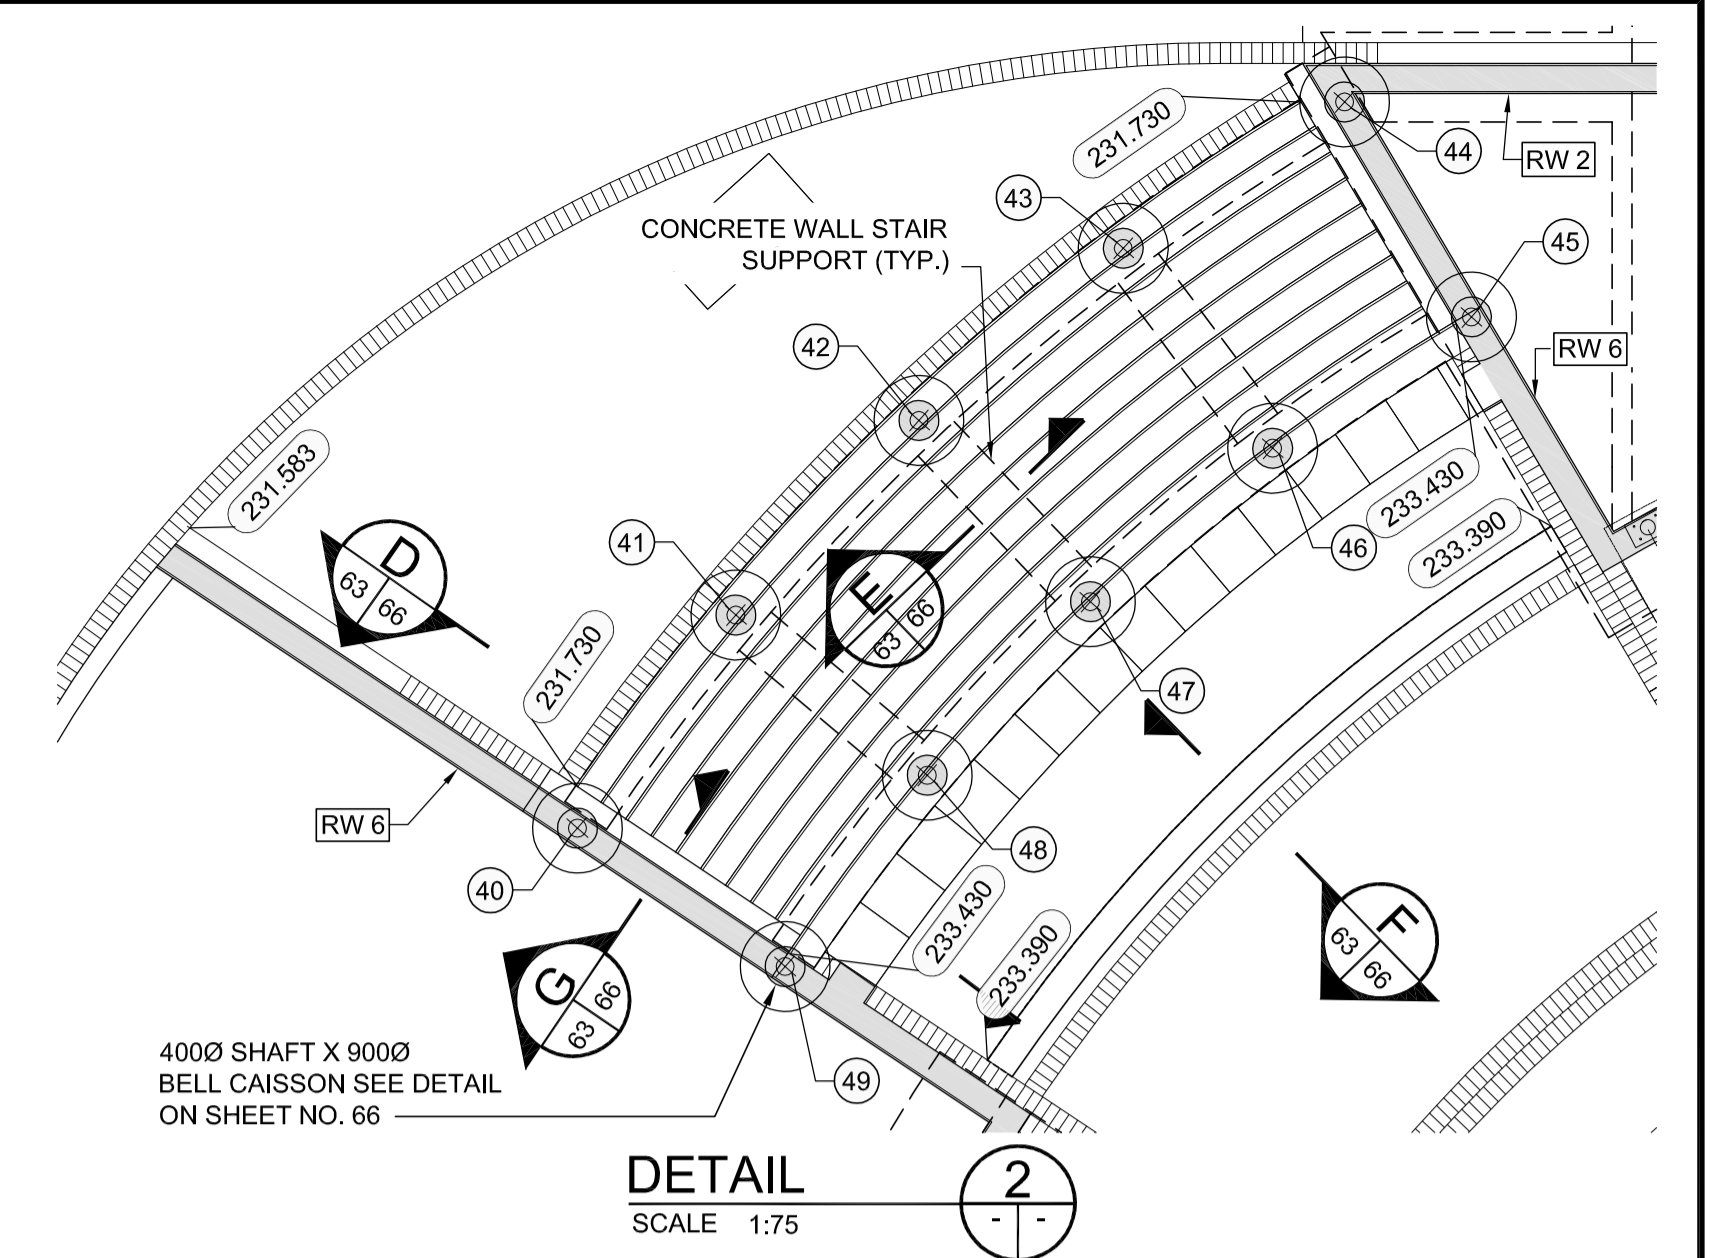 231.730
44
RW 2
43
CONCRETE WALL STAIR
SUPPORT (TYP.)
45
42
RW 6
231.583
233.430
41
D
63 66
E
63 66
46
233.390
231.730
47
RW 6
48
40
233.430
F
63 66
233.390
G
63 66
400Ø SHAFT X 900Ø
BELL CAISSON SEE DETAIL
ON SHEET NO. 66
49
DETAIL
SCALE 1:75
2
- -